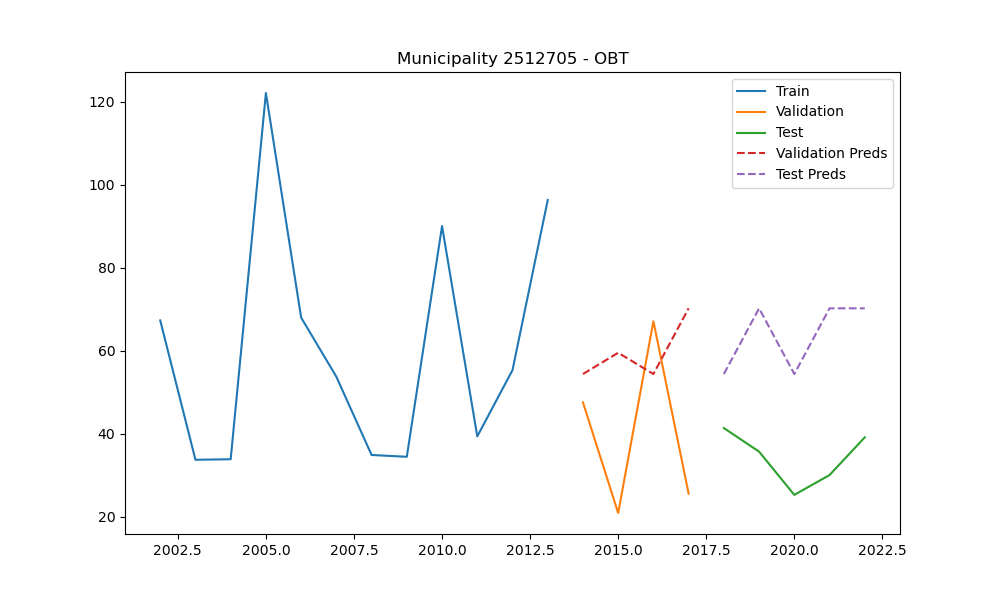 Municipality 2512705 - OBT
Train
Validation
Test
Validation Preds
Test Preds
120
100
80
60
40
20
2002.5 2005.0 2007.5 2010.0 2012.5 2015.0 2017.5 2020.0 2022.5